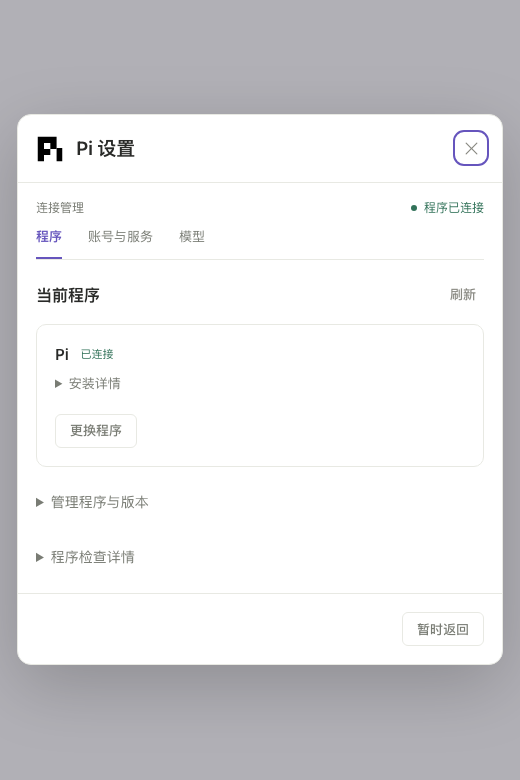 Pi 设置
连接管理
程序已连接
程序
账号与服务
模型
当前程序
刷新
Pi 已连接
安装详情
更换程序
管理程序与版本
程序检查详情
暂时返回